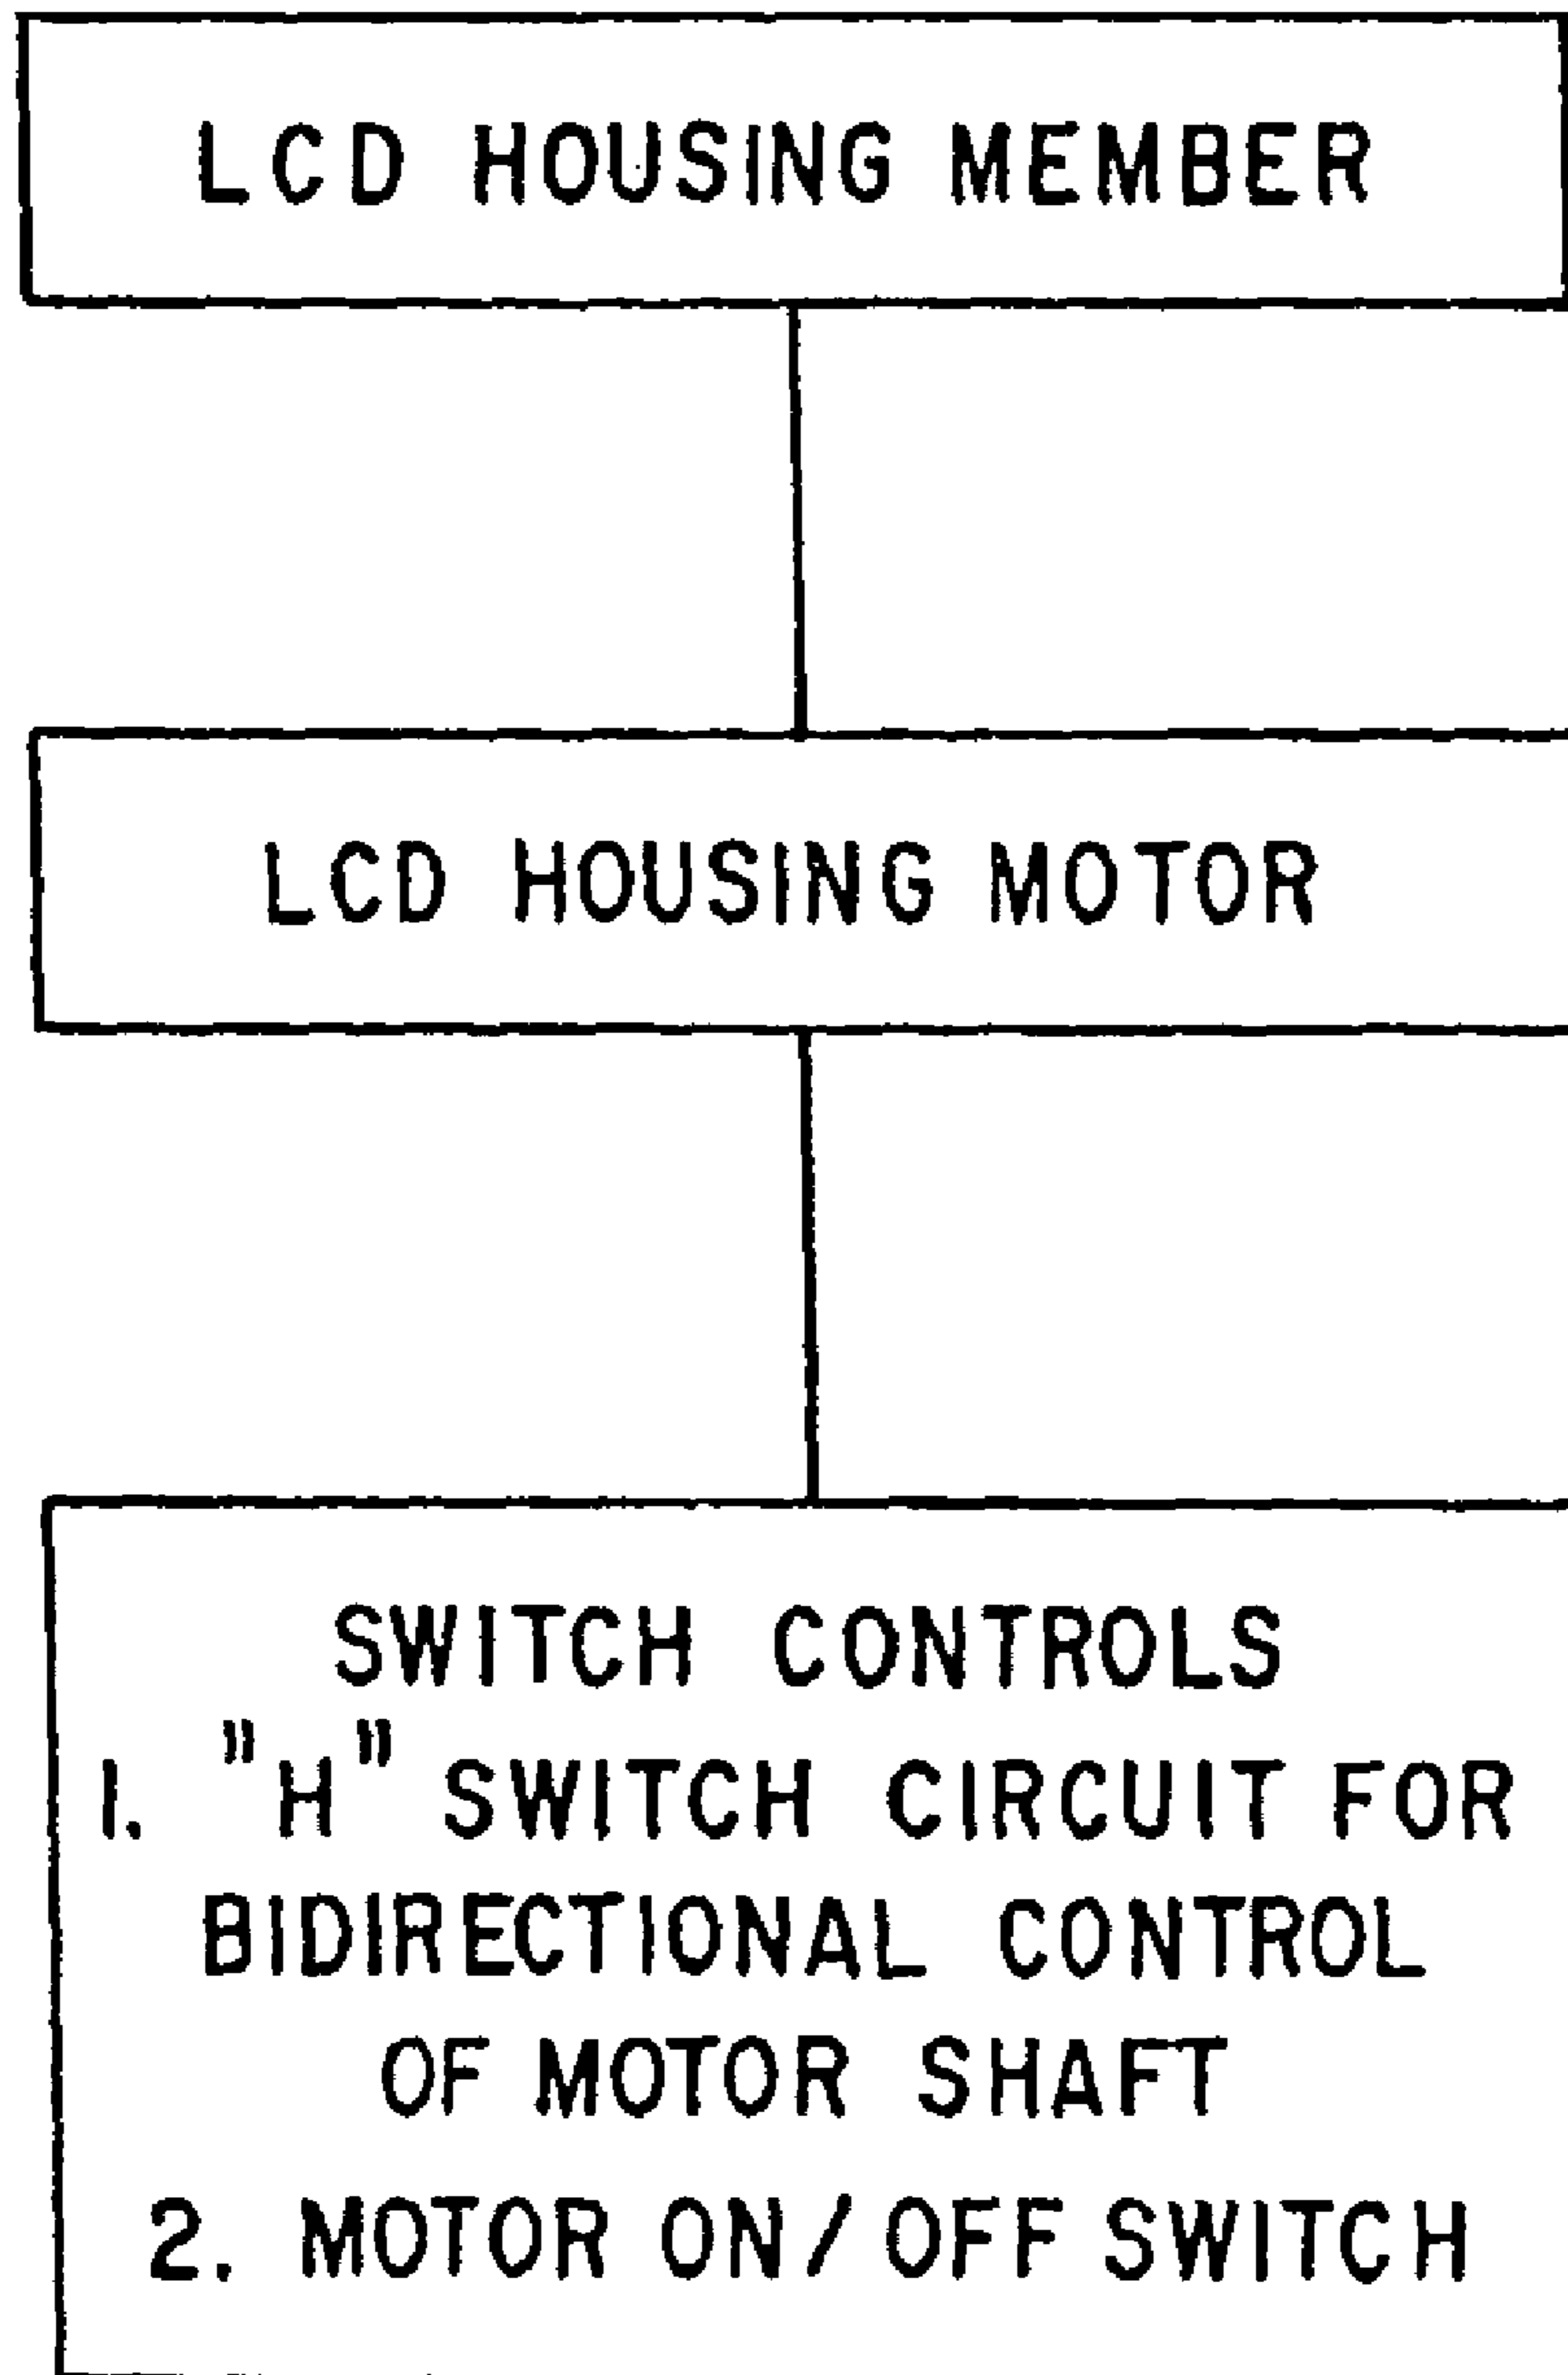 LCD HOUSING MEMBER
LCD HOUSING MOTOR
SWITCH CONTROLS
1. "H" SWITCH CIRCUIT FOR
BIDIRECTIONAL CONTROL
OF MOTOR SHAFT
2. MOTOR ON/OFF SWITCH